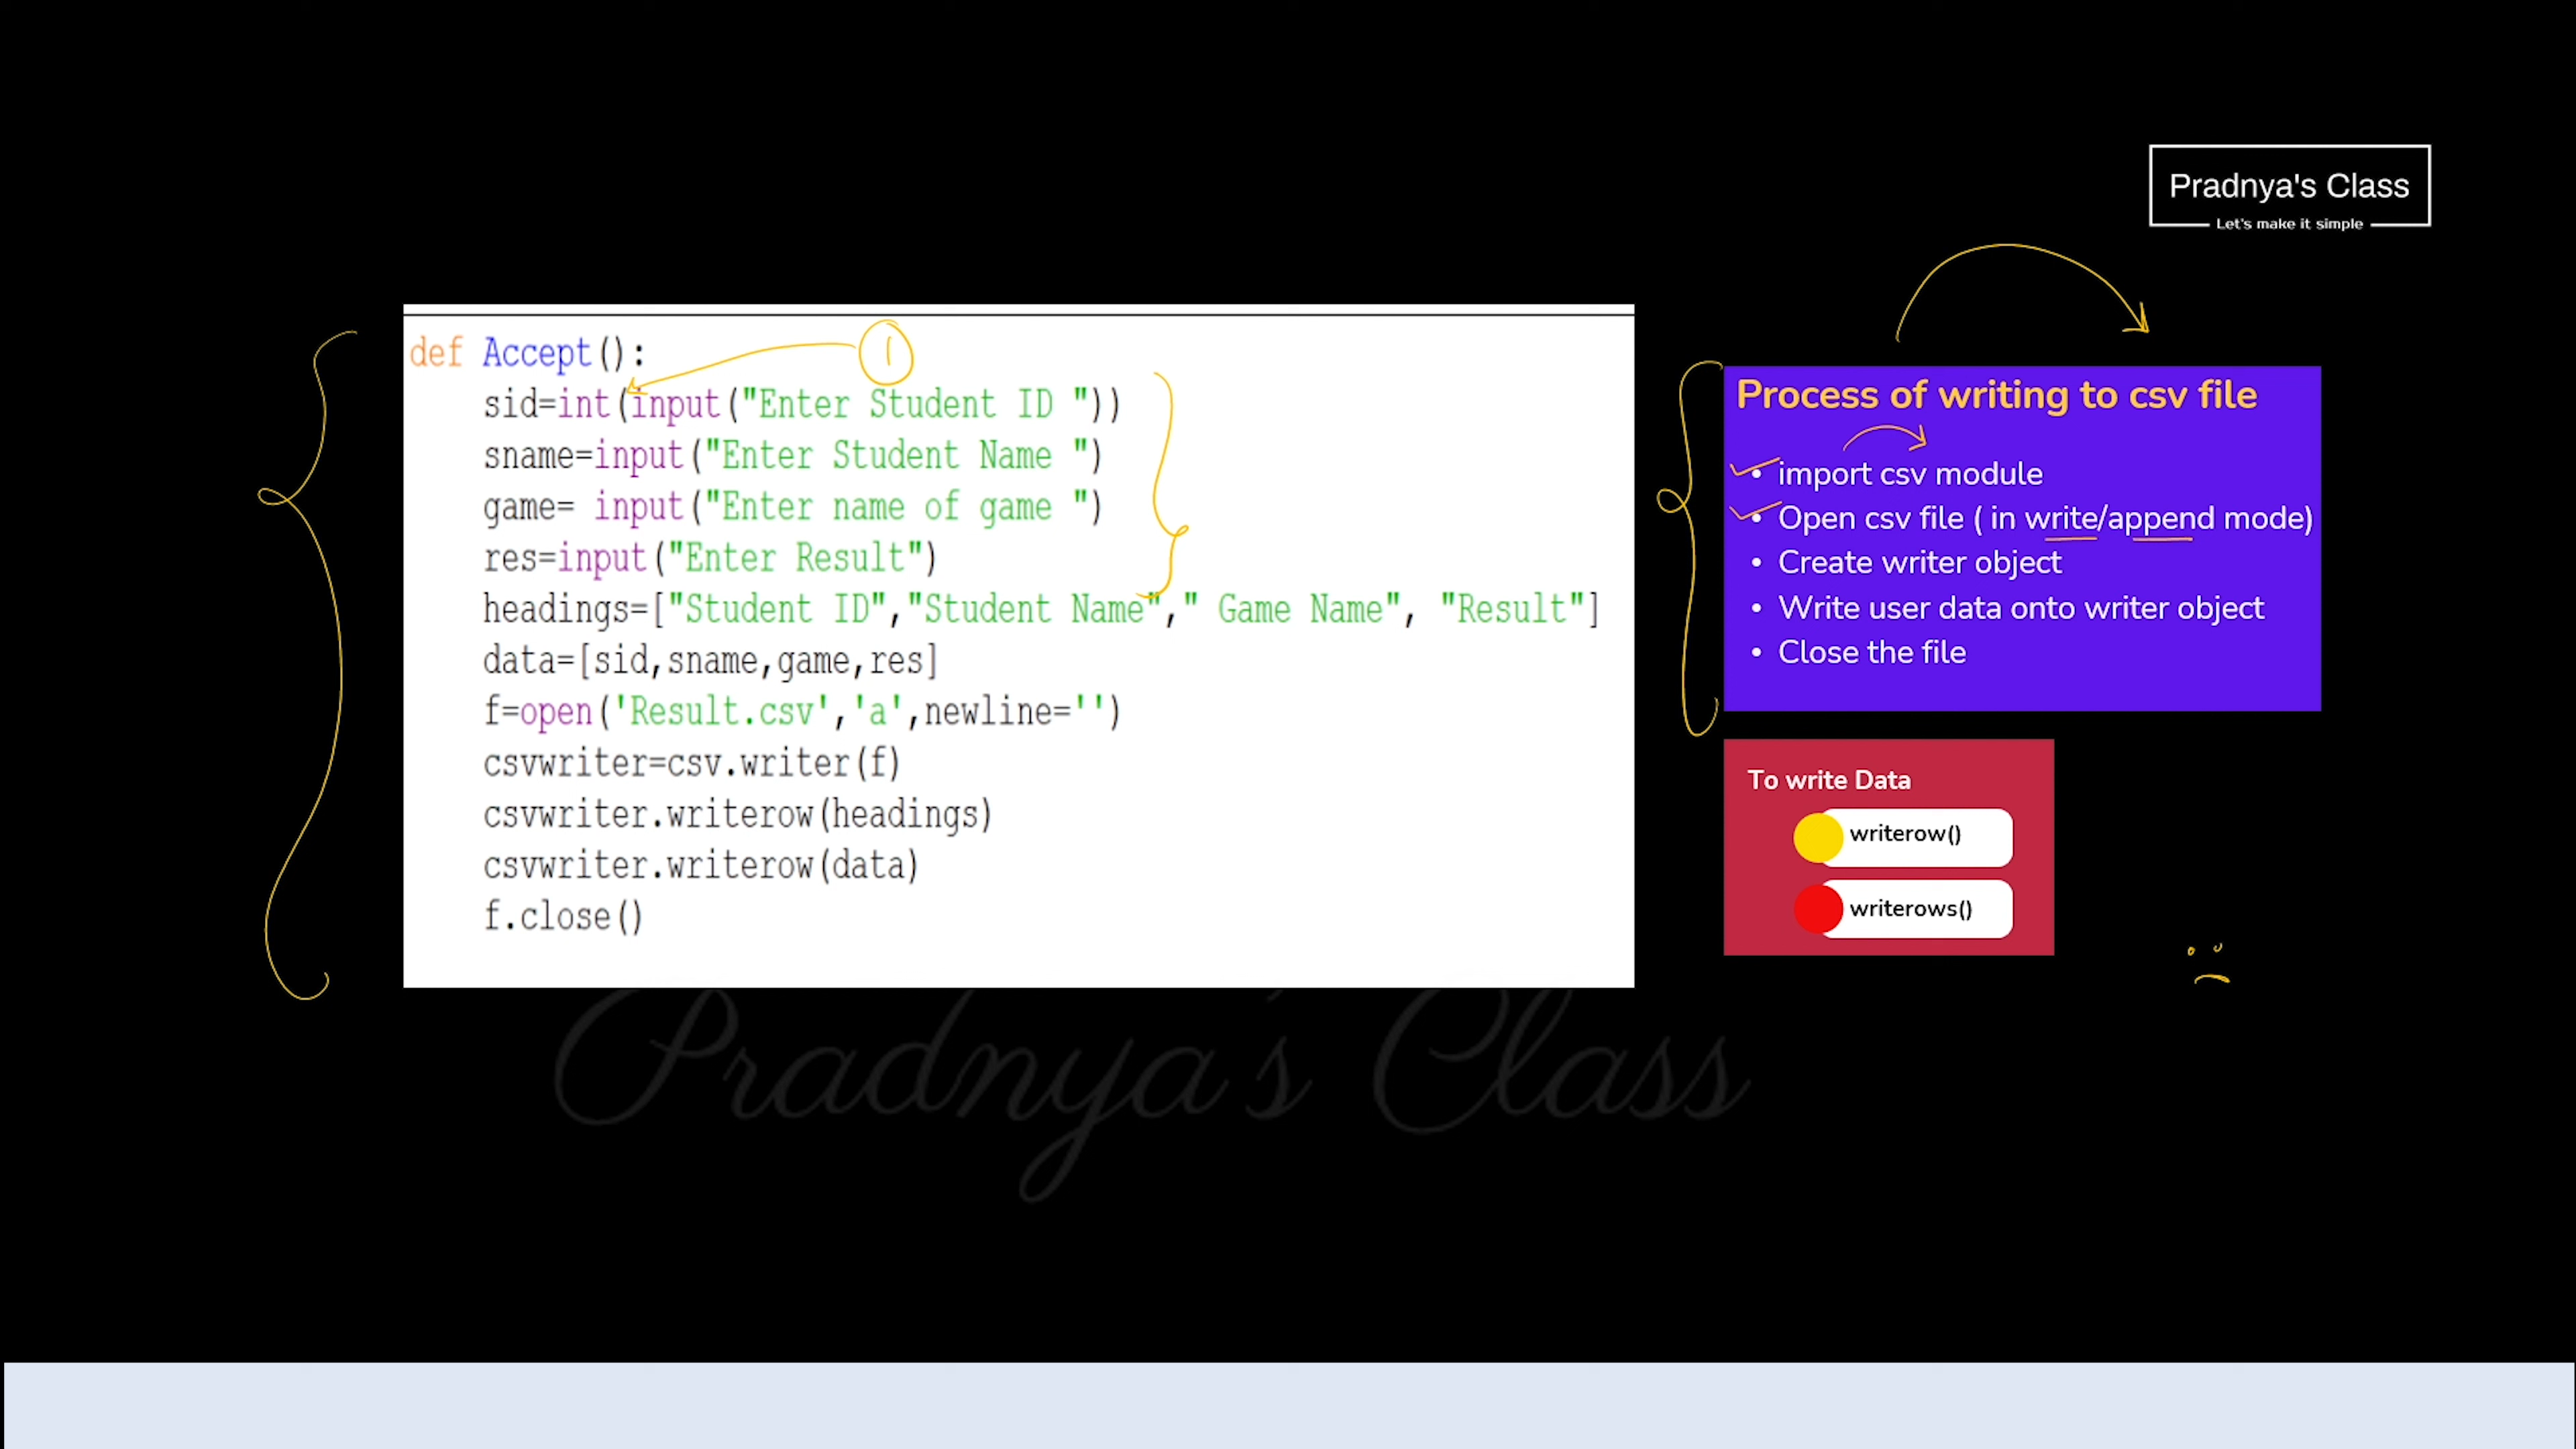 Pradnya's Class
Let's make it simple
1
def Accept():
sid=int(input("Enter Student ID "))
sname=input("Enter Student Name ")
game= input("Enter name of game ")
res=input("Enter Result")
headings=["Student ID","Student Name"," Game Name", "Result"]
data=[sid,sname,game,res]
f=open('Result.csv','a',newline='')
csvwriter=csv.writer(f)
csvwriter.writerow(headings)
csvwriter.writerow(data)
f.close()
Process of writing to csv file
• import csv module
• Open csv file ( in write/append mode)
• Create writer object
• Write user data onto writer object
• Close the file
To write Data
writerow()
writerows()
Pradnya's Class